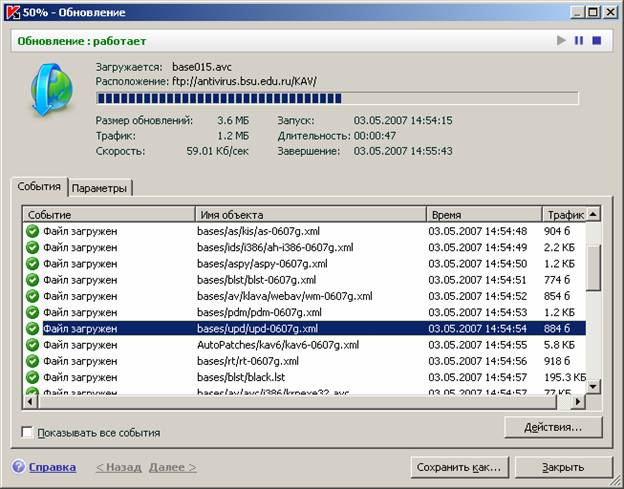 50% - Обновление
Обновление : работает
Загружается: base015.avc
Расположение: ftp://antivirus.bsu.edu.ru/KAV/
Размер обновлений: 3.6 МБ Запуск: 03.05.2007 14:54:15
Трафик: 1.2 МБ Длительность: 00:00:47
Скорость: 59.01 Кб/сек Завершение: 03.05.2007 14:55:43
События Параметры
Событие Имя объекта Время Трафик
Файл загружен bases/as/kis/as-0607g.xml 03.05.2007 14:54:48 904 б
Файл загружен bases/ids/i386/ah-i386-0607g.xml 03.05.2007 14:54:49 2.2 КБ
Файл загружен bases/aspy/aspy-0607g.xml 03.05.2007 14:54:50 1.2 КБ
Файл загружен bases/blst/blst-0607g.xml 03.05.2007 14:54:51 774 б
Файл загружен bases/av/klava/webav/wm-0607g.xml 03.05.2007 14:54:52 854 б
Файл загружен bases/pdm/pdm-0607g.xml 03.05.2007 14:54:53 1.2 КБ
Файл загружен bases/upd/upd-0607g.xml 03.05.2007 14:54:54 884 б
Файл загружен AutoPatches/kav6/kav6-0607g.xml 03.05.2007 14:54:55 5.8 КБ
Файл загружен bases/rt/rt-0607g.xml 03.05.2007 14:54:56 918 б
Файл загружен bases/blst/black.lst 03.05.2007 14:54:57 195.3 КБ
Файл загружен bases/av/avc/i386/krnexe32.avc 03.05.2007 14:54:57 77 КБ
Показывать все события
Действия...
Справка < Назад Далее > Сохранить как... Закрыть